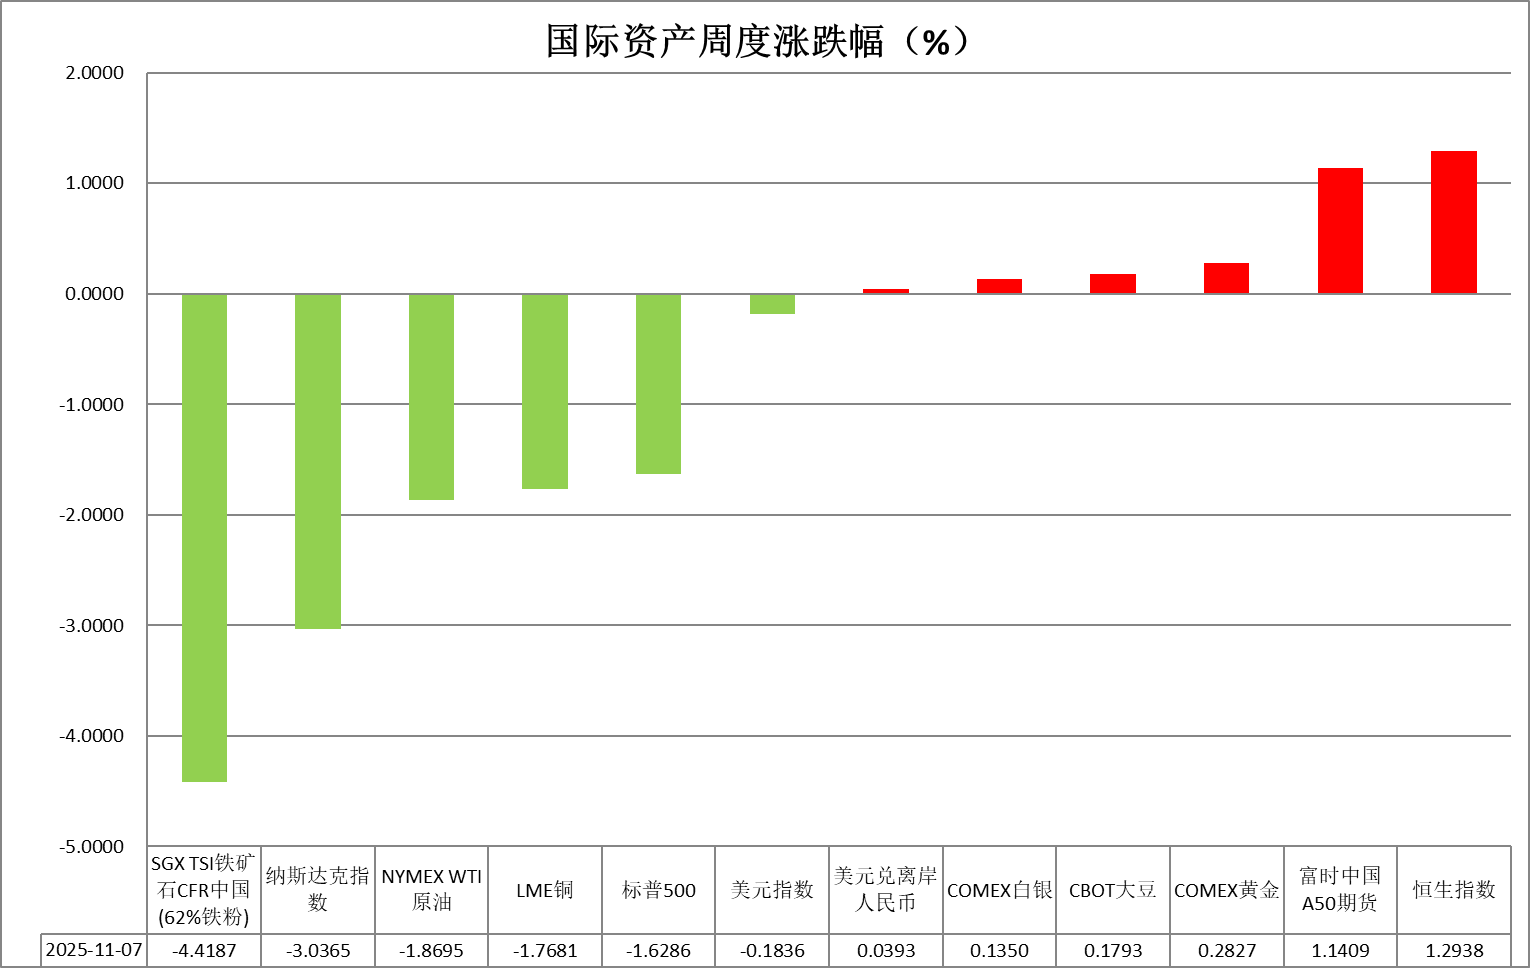 国际资产周度涨跌幅（%）
2.0000
1.0000
0.0000
-1.0000
-2.0000
-3.0000
-4.0000
-5.0000
SGX TSI铁矿
石CFR中国
(62%铁粉)
纳斯达克指
数
NYMEX WTI
原油
LME铜
标普500
美元指数
美元兑离岸
人民币
COMEX白银
CBOT大豆
COMEX黄金
富时中国
A50期货
恒生指数
2025-11-07 -4.4187 -3.0365 -1.8695 -1.7681 -1.6286 -0.1836 0.0393 0.1350 0.1793 0.2827 1.1409 1.2938